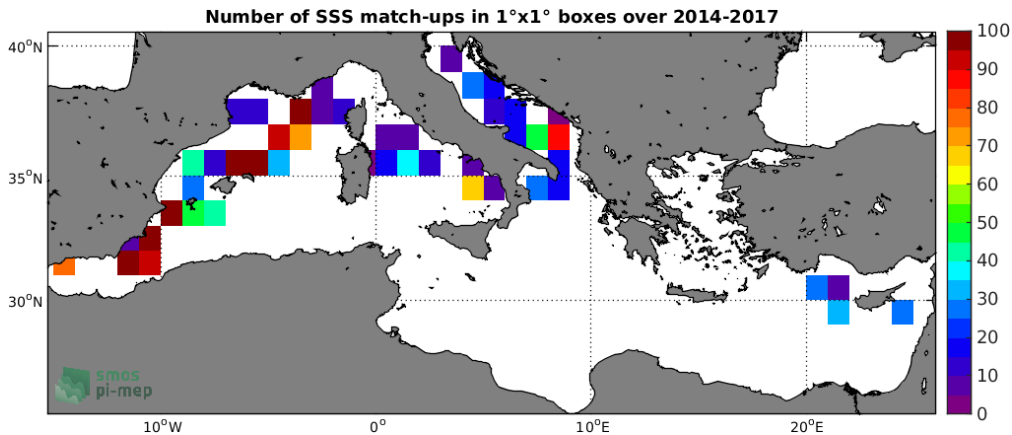 Number of SSS match-ups in 1°x1° boxes over 2014-2017
40°N
35°N
30°N
10°W
0°
10°E
20°E
100
90
80
70
60
50
40
30
20
10
0
smos
pi-mep